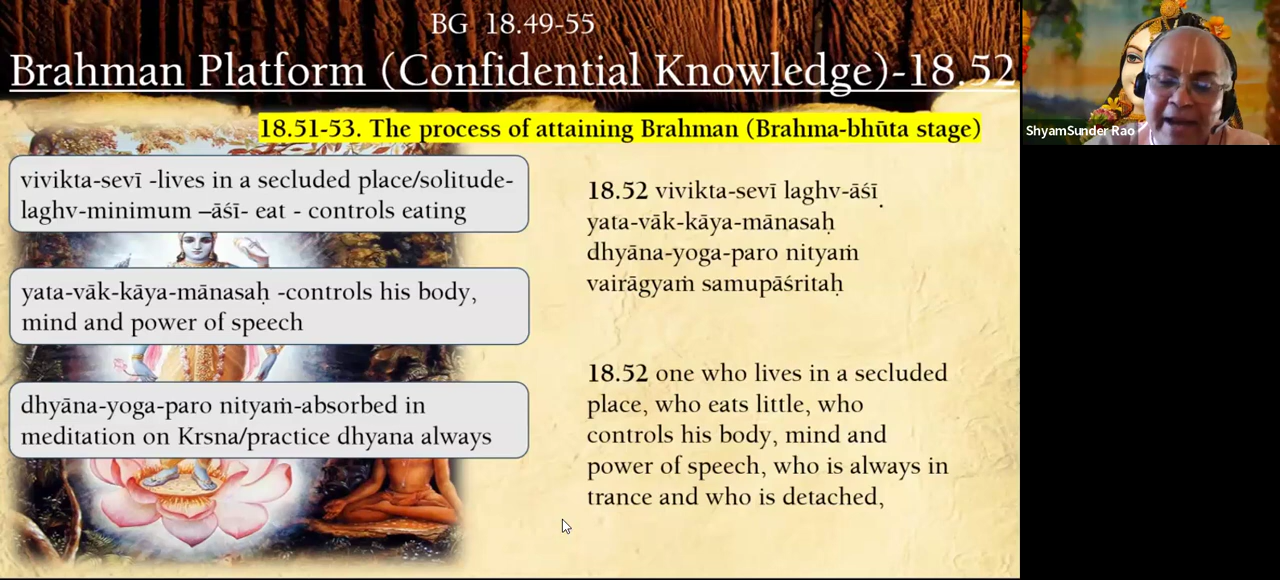 BG 18.49-55
Brahman Platform (Confidential Knowledge)-18.52
18.51-53. The process of attaining Brahman (Brahma-bhūta stage)
vivikta-sevī -lives in a secluded place/solitude-
laghv-minimum –āśī- eat - controls eating
yata-vāk-kāya-mānasaḥ -controls his body,
mind and power of speech
dhyāna-yoga-paro nityaṁ-absorbed in
meditation on Krsna/practice dhyana always
18.52 vivikta-sevī laghv-āśī
yata-vāk-kāya-mānasaḥ
dhyāna-yoga-paro nityaṁ
vairāgyaṁ samupāśritaḥ
18.52 one who lives in a secluded
place, who eats little, who
controls his body, mind and
power of speech, who is always in
trance and who is detached,
ShyamSunder Rao